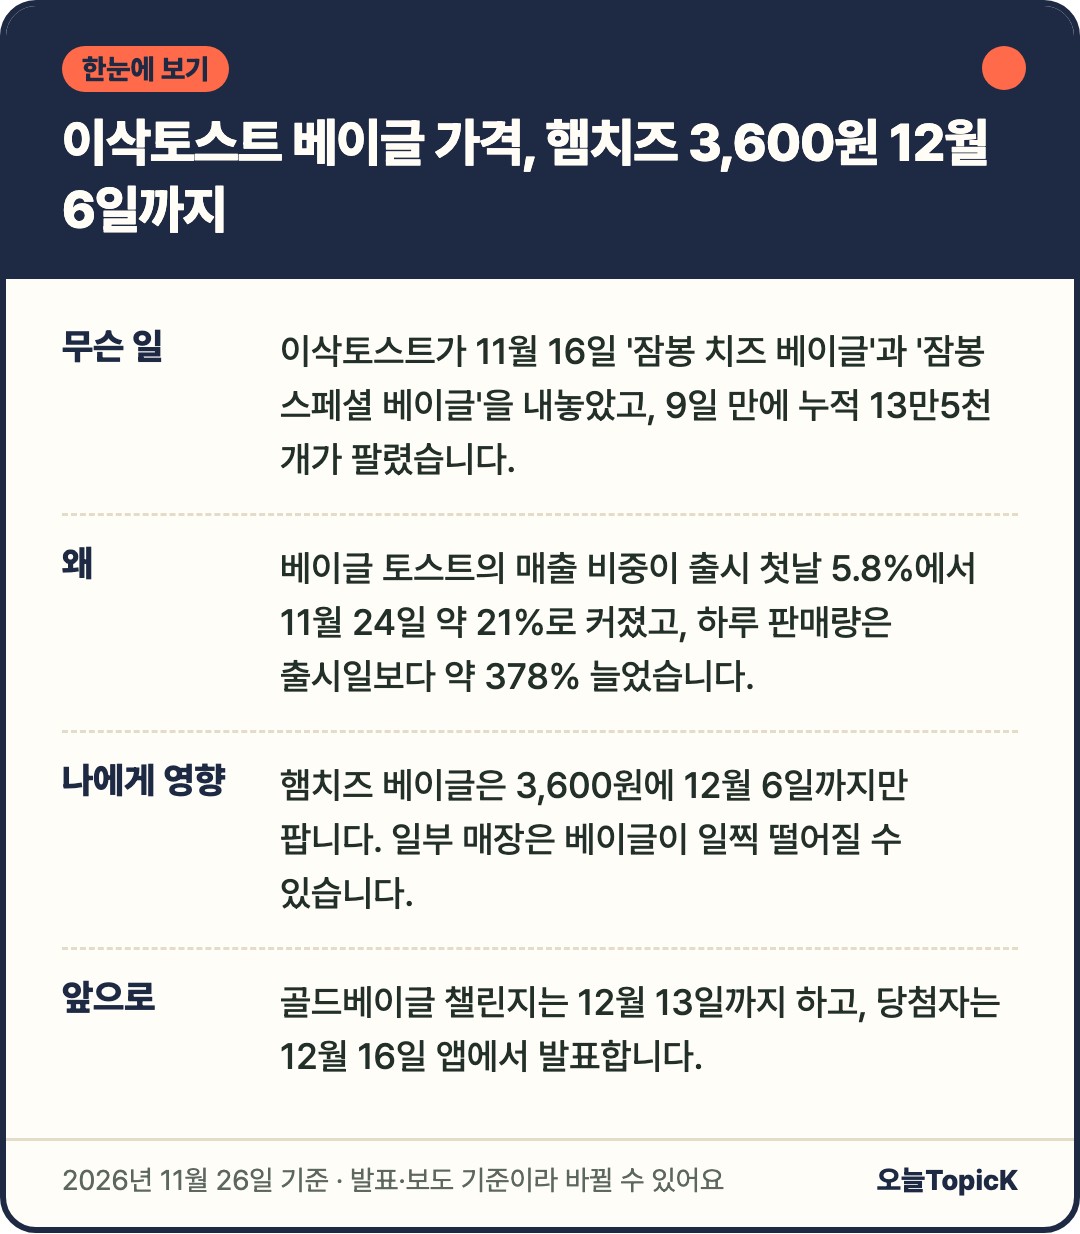 한눈에 보기
이삭토스트 베이글 가격, 햄치즈 3,600원 12월
6일까지
무슨 일
이삭토스트가 11월 16일 '잠봉 치즈 베이글'과 '잠봉
스페셜 베이글'을 내놓았고, 9일 만에 누적 13만5천
개가 팔렸습니다.
왜
베이글 토스트의 매출 비중이 출시 첫날 5.8%에서
11월 24일 약 21%로 커졌고, 하루 판매량은
출시일보다 약 378% 늘었습니다.
나에게 영향
햄치즈 베이글은 3,600원에 12월 6일까지만
팝니다. 일부 매장은 베이글이 일찍 떨어질 수
있습니다.
앞으로
골드베이글 챌린지는 12월 13일까지 하고, 당첨자는
12월 16일 앱에서 발표합니다.
2026년 11월 26일 기준 · 발표·보도 기준이라 바뀔 수 있어요
오늘TopicK